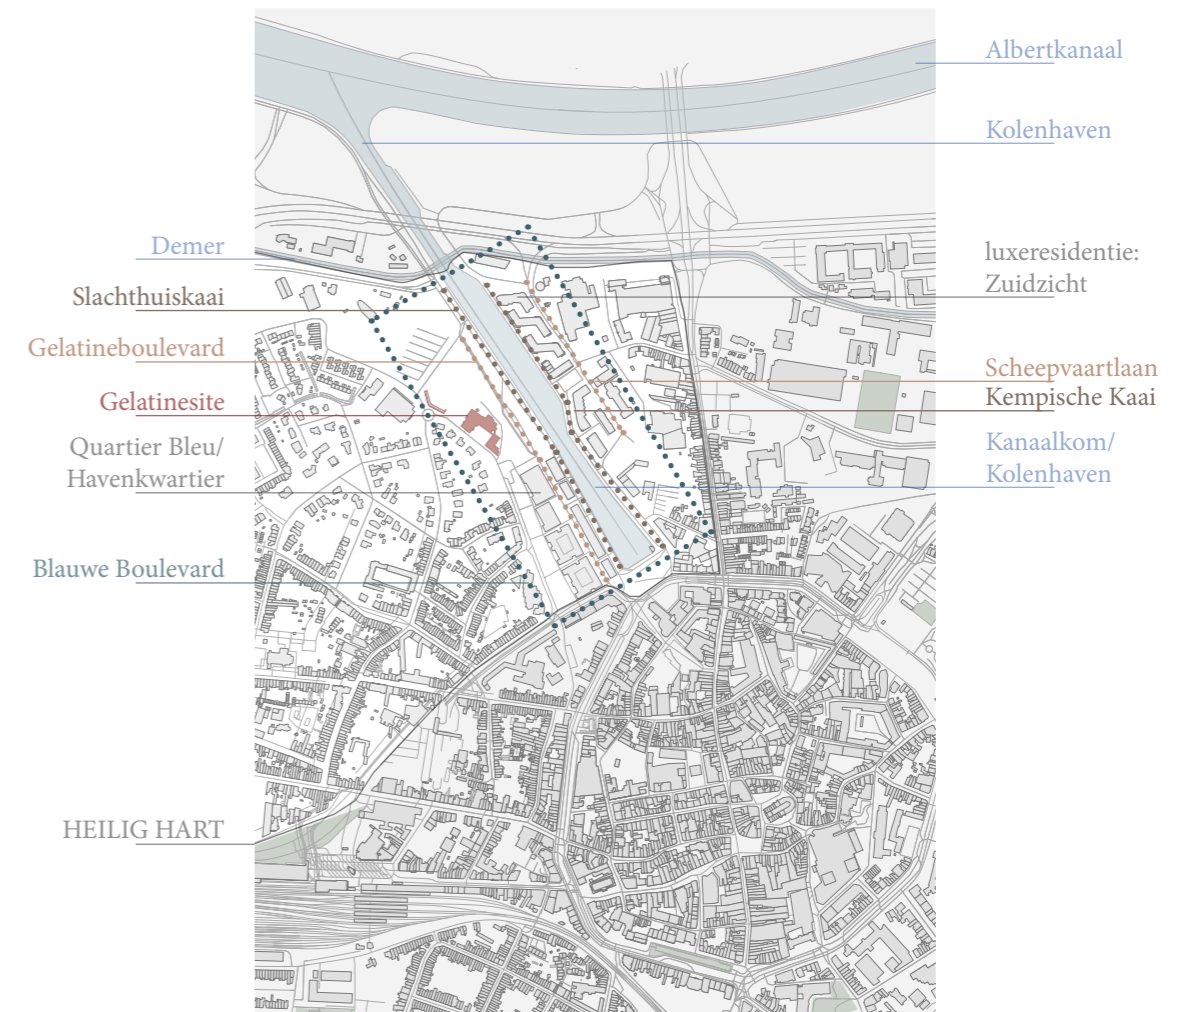 Albertkanaal
Kolenhaven
Demer
Slachthuiskaai
Gelatineboulevard
Gelatinesite
Quartier Bleu/
Havenkwartier
Blauwe Boulevard
HEILIG HART
luxeresidentie:
Zuidzicht
Scheepvaartlaan
Kempische Kaai
Kanaalkom/
Kolenhaven